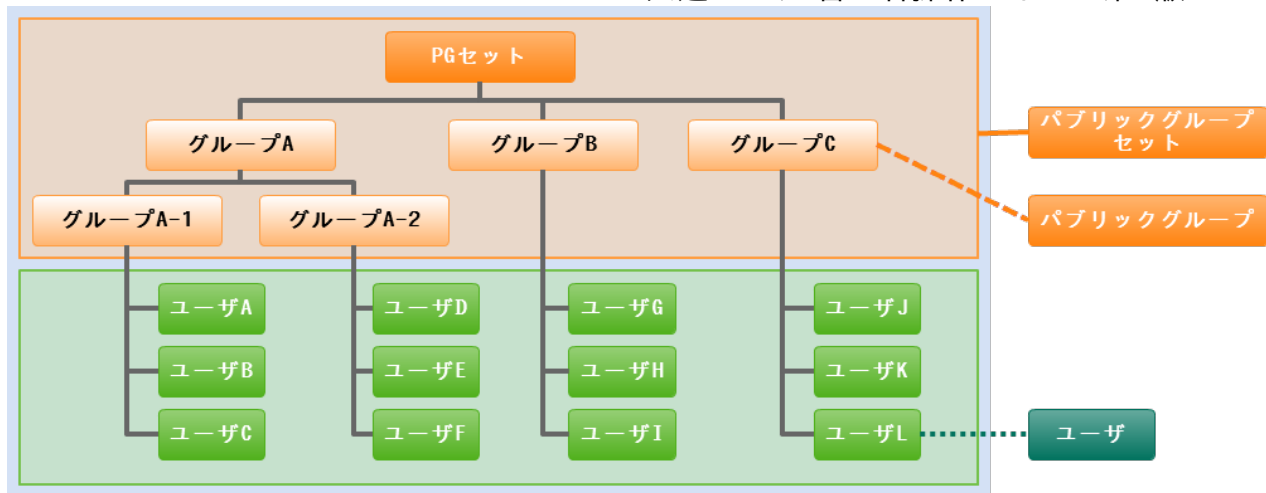 PGセット
グループA
グループB
グループC
パブリックグループ
セット
グループA-1
グループA-2
パブリックグループ
ユーザA
ユーザD
ユーザG
ユーザJ
ユーザB
ユーザE
ユーザH
ユーザK
ユーザC
ユーザF
ユーザI
ユーザL
ユーザ